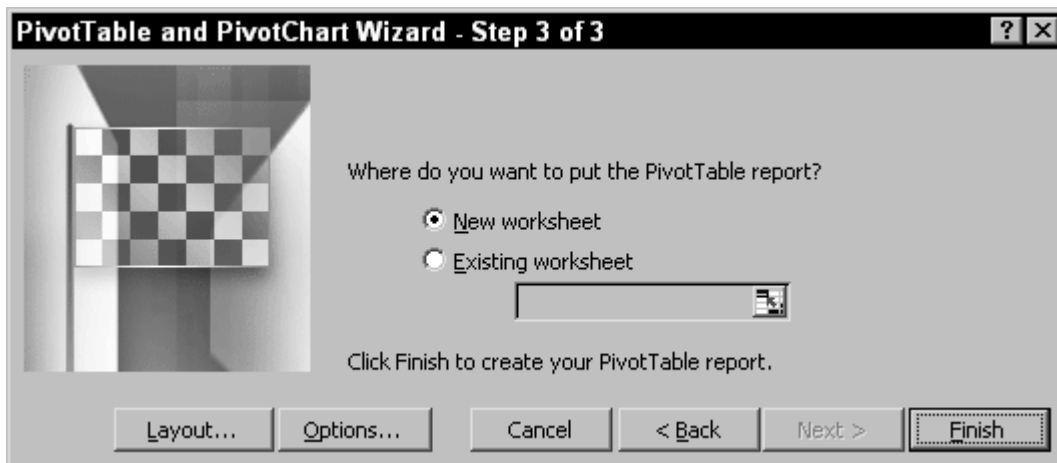 PivotTable and PivotChart Wizard - Step 3 of 3
Where do you want to put the PivotTable report?
New worksheet
Existing worksheet
Click Finish to create your PivotTable report.
Layout... Options... Cancel < Back Next > Finish